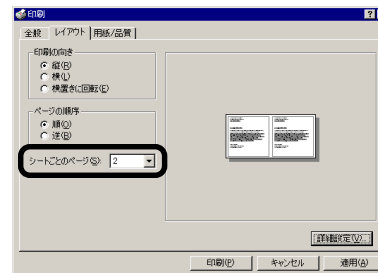 印刷
全般 レイアウト 用紙/品質
印刷の向き
縦(R)
横(L)
横置きに回転(E)
ページの順序
順(O)
逆(B)
シートごとのページ(S): 2
詳細設定(V)...
印刷(P) キャンセル 適用(A)